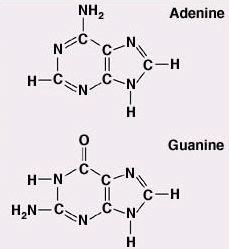 NH₂
Adenine
N C C N C–H
H–C N C N
H
O
Guanine
H–N C C N C–H
H₂N–C N C N
H